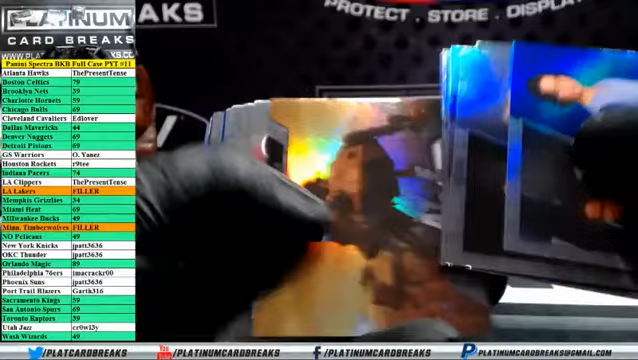 PLATINUM
CARD BREAKS
PROTECT . STORE . DISPLAY
Panini Spectra BKB Full Case PYT #11
Atlanta Hawks ThePresentTense
Boston Celtics 79
Brooklyn Nets 39
Charlotte Hornets 59
Chicago Bulls 69
Cleveland Cavaliers Edlover
Dallas Mavericks 44
Denver Nuggets 69
Detroit Pistons 69
GS Warriors O. Yanez
Houston Rockets r9tee
Indiana Pacers 74
LA Clippers ThePresentTense
LA Lakers FILLER
Memphis Grizzlies 34
Miami Heat 69
Milwaukee Bucks 49
Minn. Timberwolves FILLER
NO Pelicans 49
New York Knicks jpatt3636
OKC Thunder jpatt3636
Orlando Magic 89
Philadelphia 76ers imacrackr00
Phoenix Suns jpatt3636
Port Trail Blazers Garth316
Sacramento Kings 59
San Antonio Spurs 69
Toronto Raptors 39
Utah Jazz cr0w13y
Wash Wizards 49
/PLATCARDBREAKS You Tube /PLATINUMCARDBREAKS f /PLATINUMCARDBREAKS P PLATINUMCARDBREAKS@